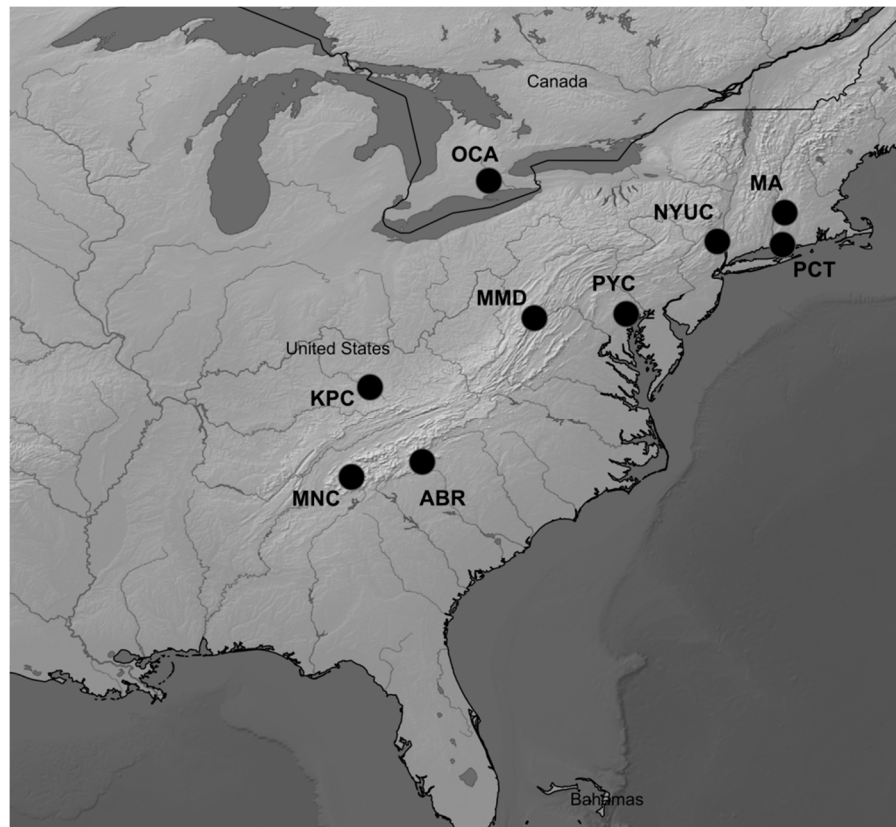 Canada
OCA
MA
NYUC
PCT
PYC
MMD
United States
KPC
MNC
ABR
Bahamas